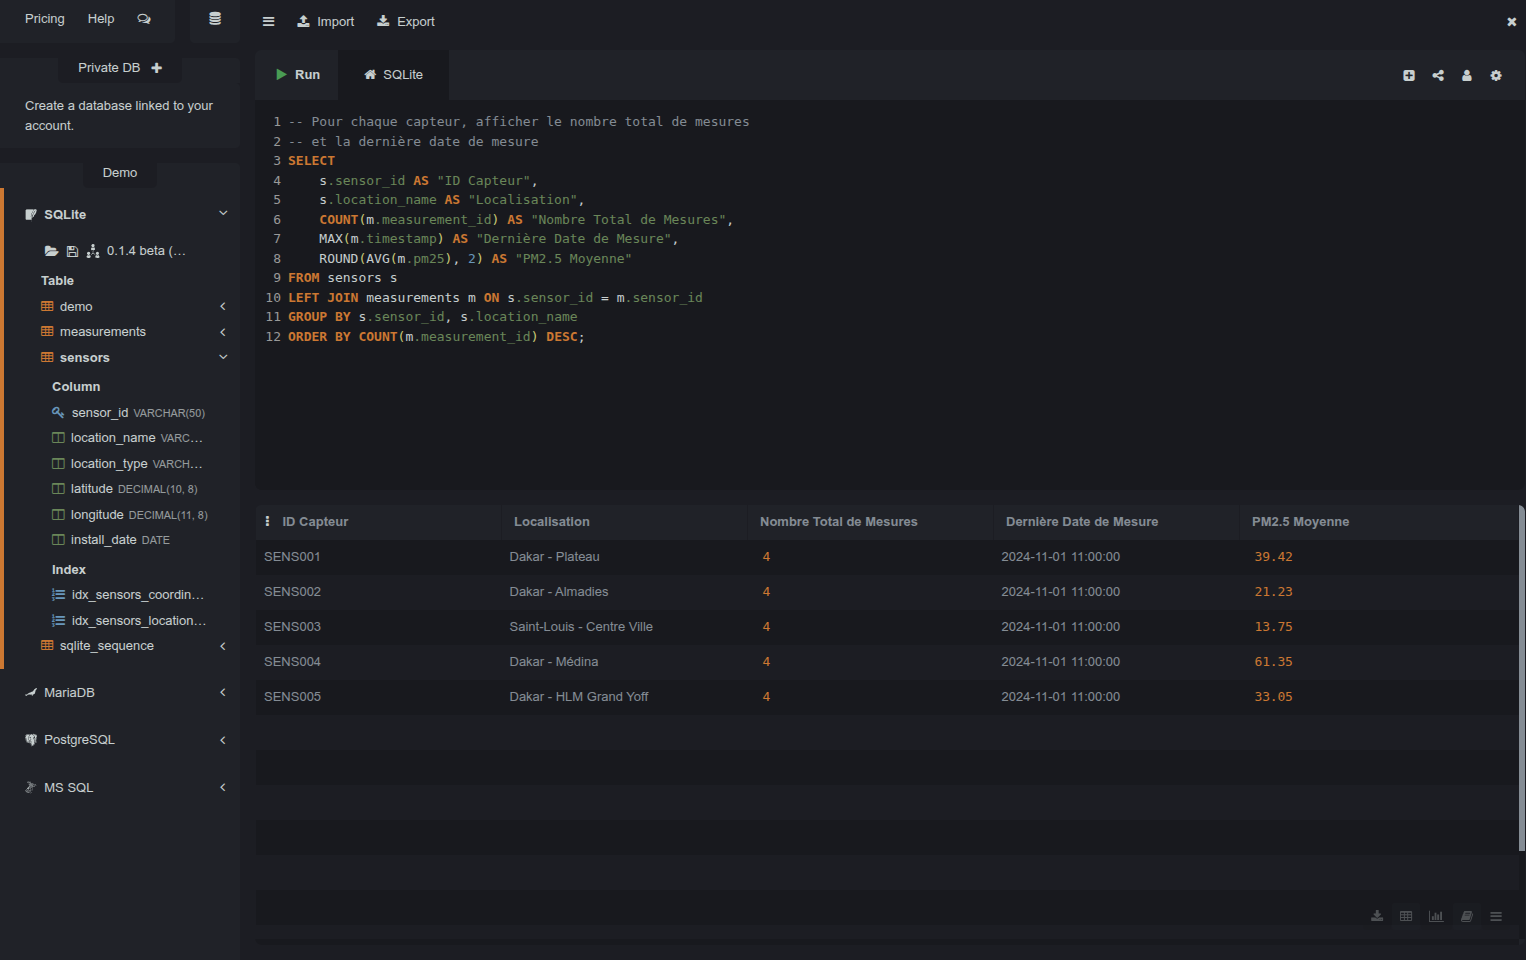 Pricing Help
Import Export
Private DB
Create a database linked to your
account.
Demo
SQLite
0.1.4 beta (...
Table
demo
measurements
sensors
Column
sensor_id VARCHAR(50)
location_name VARC...
location_type VARCH...
latitude DECIMAL(10, 8)
longitude DECIMAL(11, 8)
install_date DATE
Index
idx_sensors_coordin...
idx_sensors_location...
sqlite_sequence
MariaDB
PostgreSQL
MS SQL
Run SQLite
1 -- Pour chaque capteur, afficher le nombre total de mesures
2 -- et la dernière date de mesure
3 SELECT
4 s.sensor_id AS "ID Capteur",
5 s.location_name AS "Localisation",
6 COUNT(m.measurement_id) AS "Nombre Total de Mesures",
7 MAX(m.timestamp) AS "Dernière Date de Mesure",
8 ROUND(AVG(m.pm25), 2) AS "PM2.5 Moyenne"
9 FROM sensors s
10 LEFT JOIN measurements m ON s.sensor_id = m.sensor_id
11 GROUP BY s.sensor_id, s.location_name
12 ORDER BY COUNT(m.measurement_id) DESC;
ID Capteur Localisation Nombre Total de Mesures Dernière Date de Mesure PM2.5 Moyenne
SENS001 Dakar - Plateau 4 2024-11-01 11:00:00 39.42
SENS002 Dakar - Almadies 4 2024-11-01 11:00:00 21.23
SENS003 Saint-Louis - Centre Ville 4 2024-11-01 11:00:00 13.75
SENS004 Dakar - Médina 4 2024-11-01 11:00:00 61.35
SENS005 Dakar - HLM Grand Yoff 4 2024-11-01 11:00:00 33.05